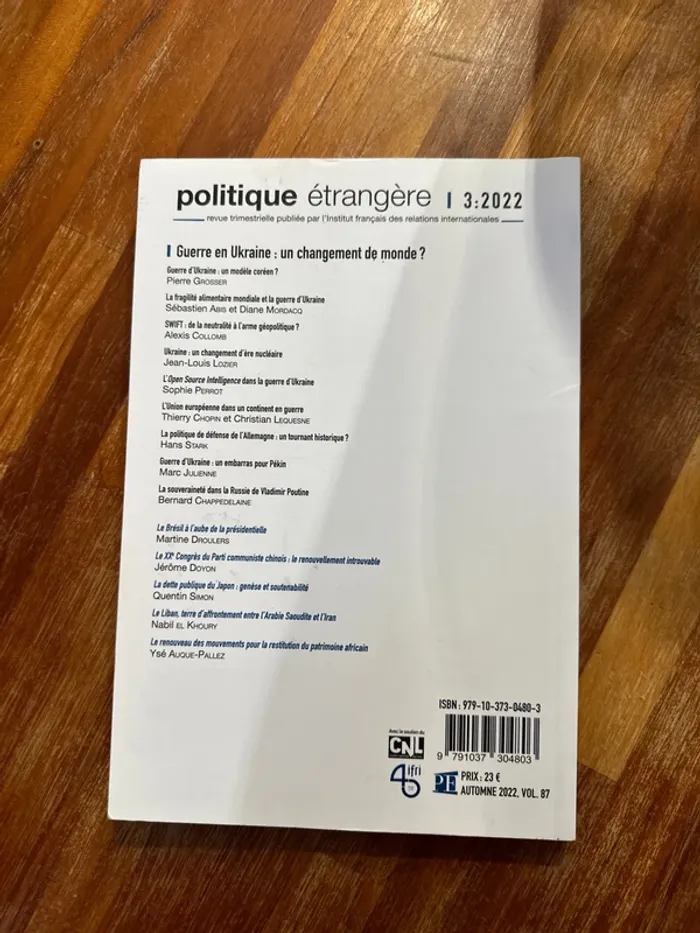 politique étrangère | 3:2022
revue trimestrielle publiée par l'Institut français des relations internationales
Guerre en Ukraine : un changement de monde ?
Guerre d'Ukraine : un modèle coréen ?
Pierre GROSSER
La fragilité alimentaire mondiale et la guerre d'Ukraine
Sébastien ABIS et Diane MORDACQ
SWIFT : de la neutralité à l'arme géopolitique ?
Alexis COLLOMB
Ukraine : un changement d'ère nucléaire
Jean-Louis LOZIER
L'Open Source Intelligence dans la guerre d'Ukraine
Sophie PERROT
L'Union européenne dans un continent en guerre
Thierry CHOPIN et Christian LEQUESNE
La politique de défense de l'Allemagne : un tournant historique ?
Hans STARK
Guerre d'Ukraine : un embarras pour Pékin
Marc JULIENNE
La souveraineté dans la Russie de Vladimir Poutine
Bernard CHAPPEDELAINE
Le Brésil à l'aube de la présidentielle
Martine DROULERS
Le XXe Congrès du Parti communiste chinois : le renouvellement introuvable
Jérôme DOYON
La dette publique du Japon : genèse et soutenabilité
Quentin SIMON
Le Liban, terre d'affrontement entre l'Arabie Saoudite et l'Iran
Nabil EL KHOURY
Le renouveau des mouvements pour la restitution du patrimoine africain
Ysé AUQUE-PALLEZ
ISBN : 979-10-373-0480-3
Avec le soutien du
CNL
9 791037 304803
ifri
PE
PRIX : 23 €
AUTOMNE 2022, VOL. 87